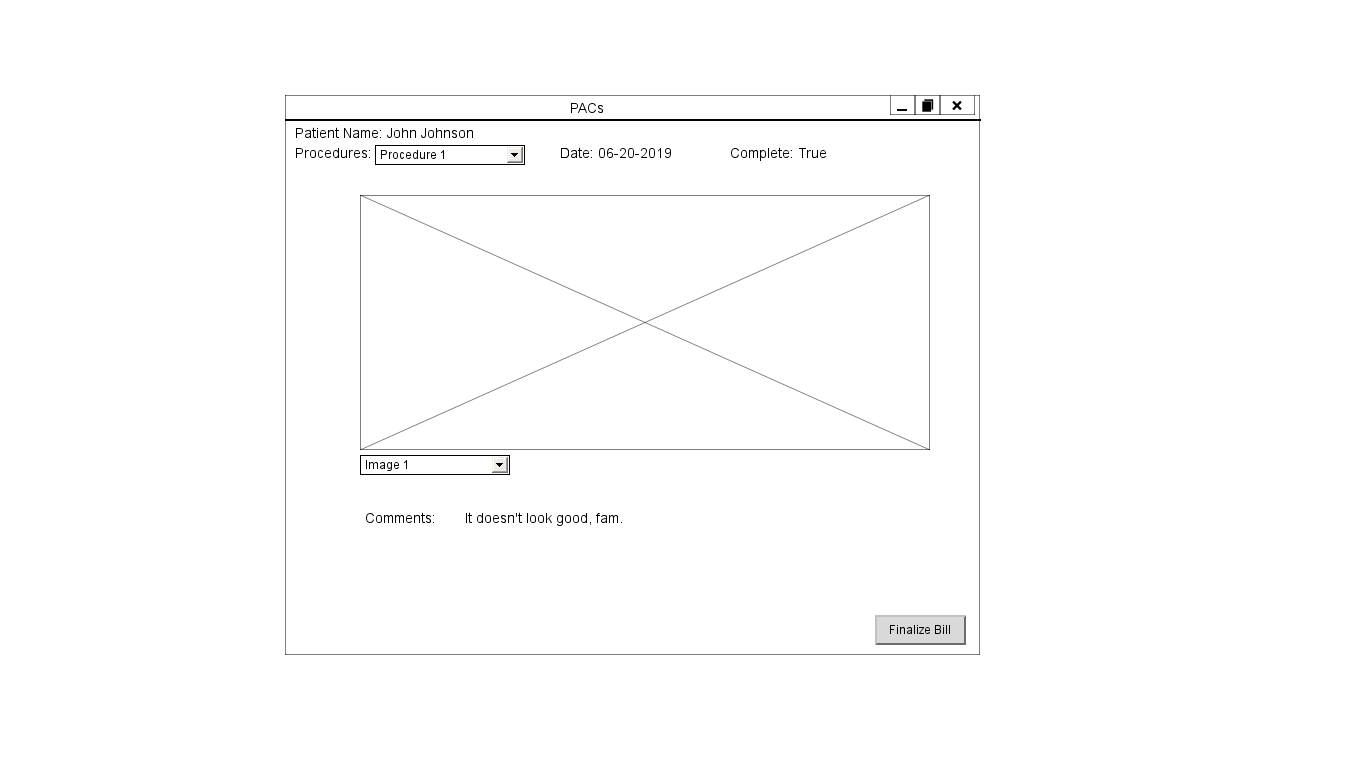 PACs
Patient Name: John Johnson
Procedures: Procedure 1 Date: 06-20-2019 Complete: True
Image 1
Comments: It doesn't look good, fam.
Finalize Bill